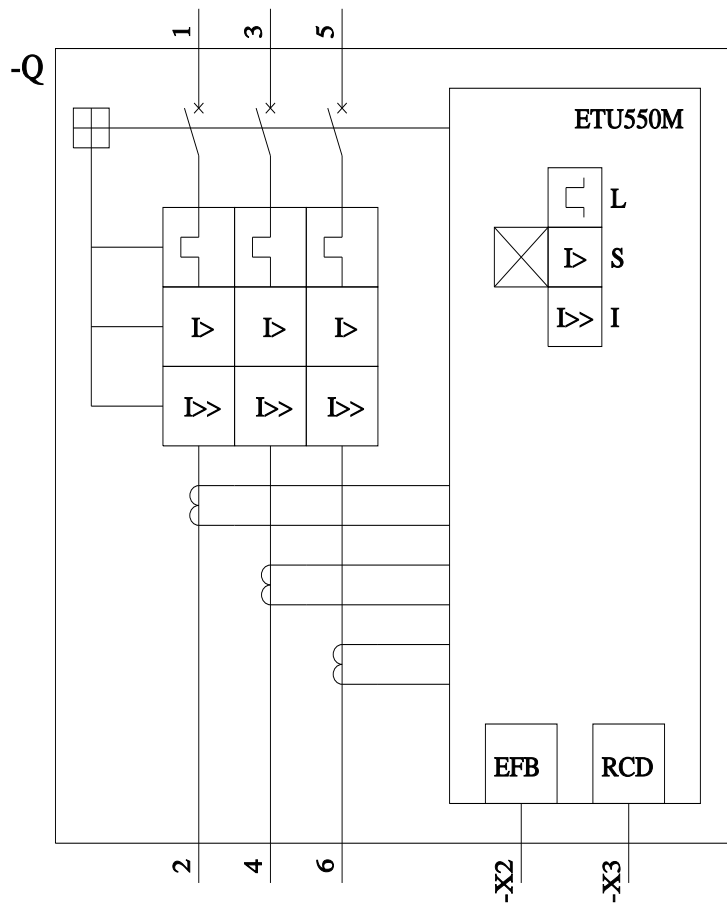 1 3 5
-Q
ETU550M
L
I> S
I>> I
I> I> I>
I>> I>> I>>
EFB RCD
2 4 6 -X2 -X3